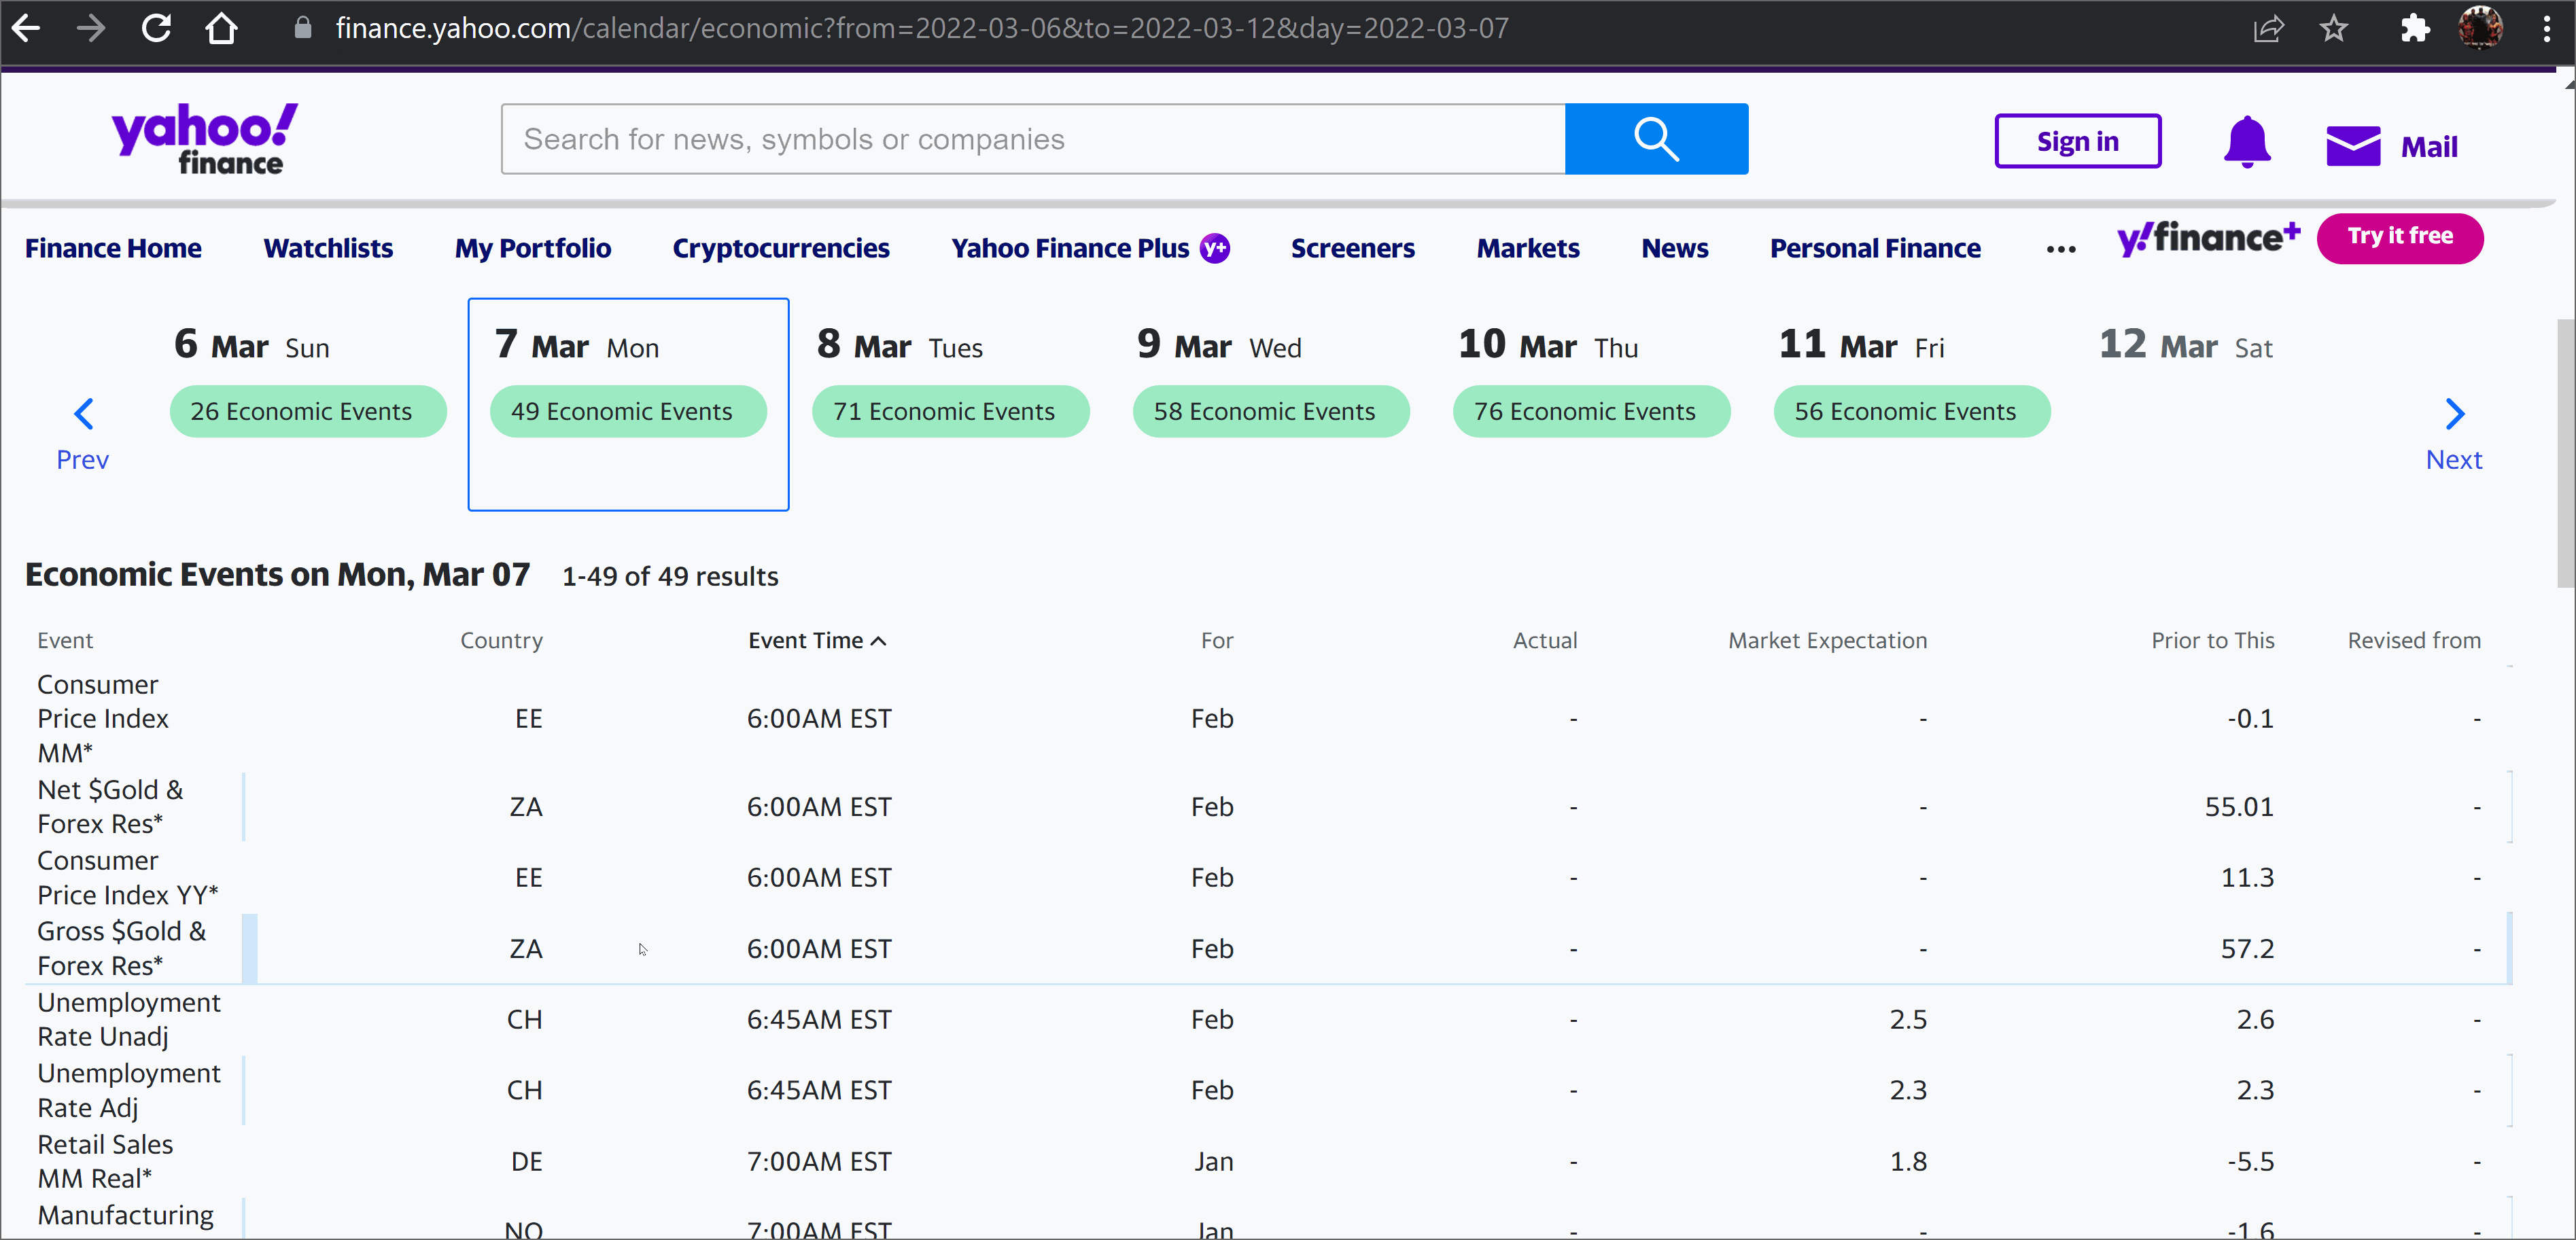 finance.yahoo.com/calendar/economic?from=2022-03-06&to=2022-03-12&day=2022-03-07
yahoo!
finance
Search for news, symbols or companies
Sign in
Mail
Finance Home Watchlists My Portfolio Cryptocurrencies Yahoo Finance Plus y+ Screeners Markets News Personal Finance ••• y!finance+ Try it free
6 Mar Sun 7 Mar Mon 8 Mar Tues 9 Mar Wed 10 Mar Thu 11 Mar Fri 12 Mar Sat
26 Economic Events 49 Economic Events 71 Economic Events 58 Economic Events 76 Economic Events 56 Economic Events
Prev Next
Economic Events on Mon, Mar 07 1-49 of 49 results
Event Country Event Time For Actual Market Expectation Prior to This Revised from
Consumer
Price Index EE 6:00AM EST Feb - - -0.1 -
MM*
Net $Gold &
Forex Res* ZA 6:00AM EST Feb - - 55.01 -
Consumer
Price Index YY* EE 6:00AM EST Feb - - 11.3 -
Gross $Gold &
Forex Res* ZA 6:00AM EST Feb - - 57.2 -
Unemployment
Rate Unadj CH 6:45AM EST Feb - 2.5 2.6 -
Unemployment
Rate Adj CH 6:45AM EST Feb - 2.3 2.3 -
Retail Sales
MM Real* DE 7:00AM EST Jan - 1.8 -5.5 -
Manufacturing
NO 7:00AM EST Jan - - -1.6 -